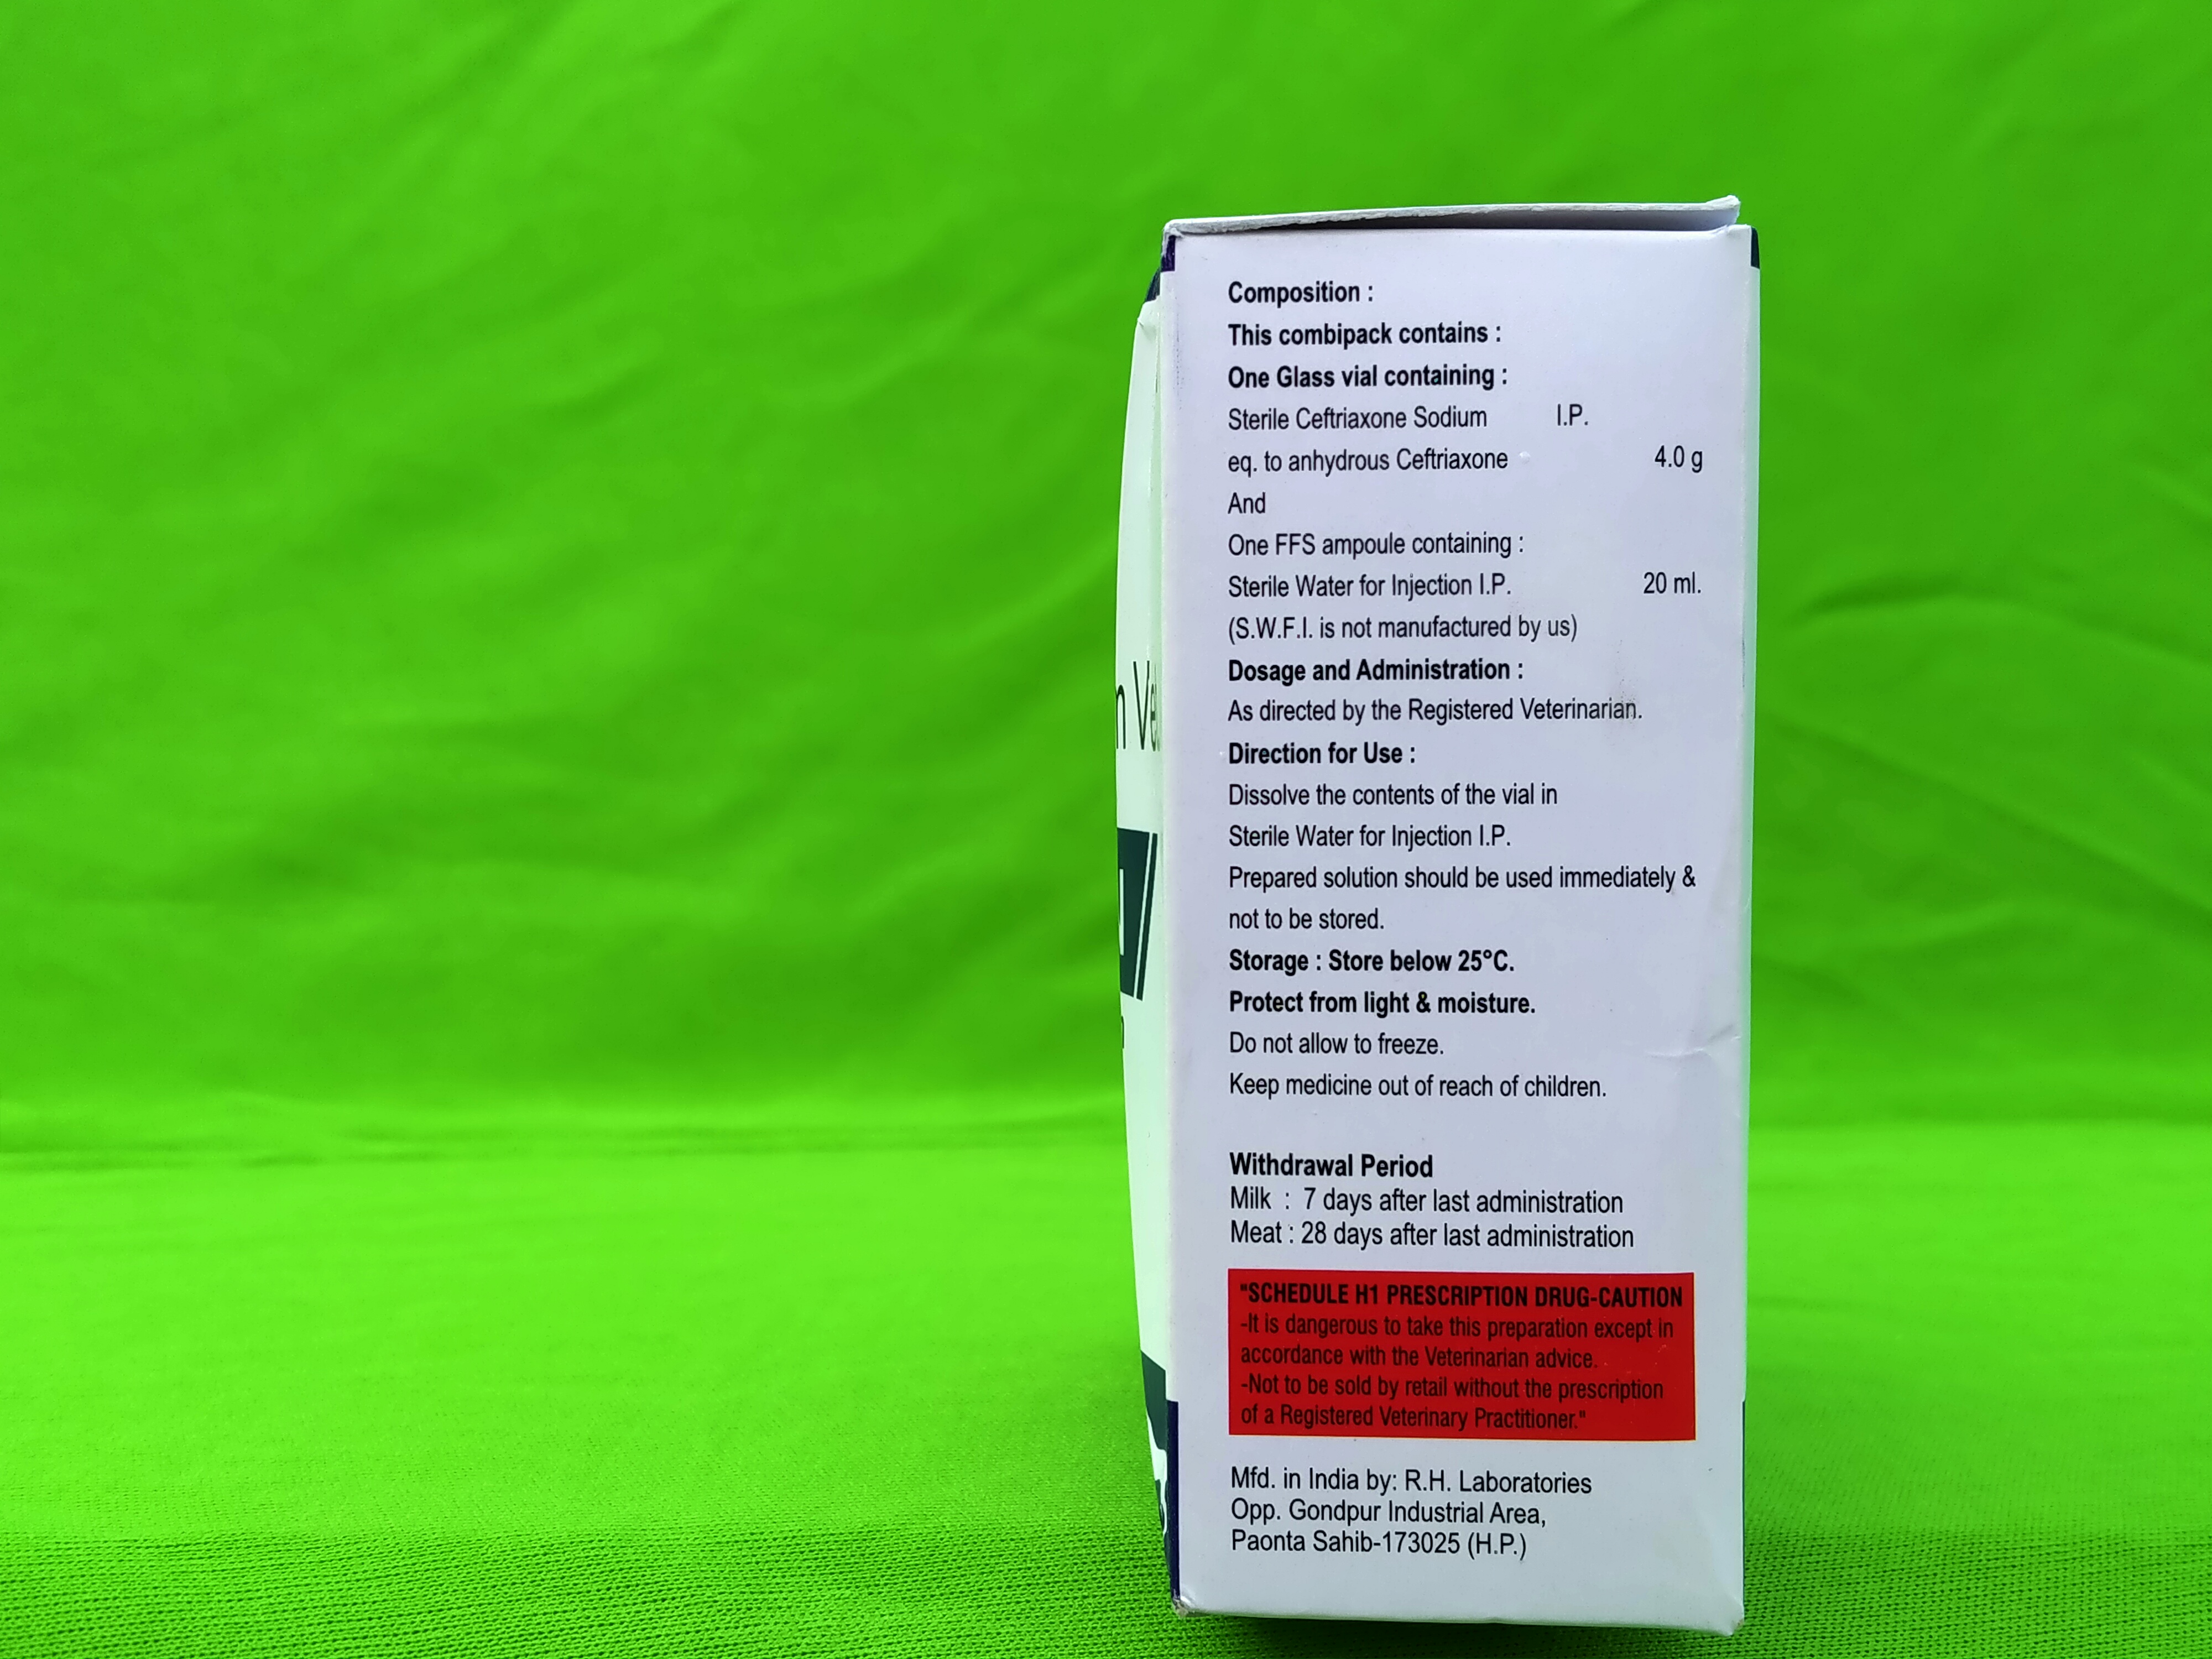 Composition :
This combipack contains :
One Glass vial containing :
Sterile Ceftriaxone Sodium I.P.
eq. to anhydrous Ceftriaxone 4.0 g
And
One FFS ampoule containing :
Sterile Water for Injection I.P. 20 ml.
(S.W.F.I. is not manufactured by us)
Dosage and Administration :
As directed by the Registered Veterinarian.
Direction for Use :
Dissolve the contents of the vial in
Sterile Water for Injection I.P.
Prepared solution should be used immediately &
not to be stored.
Storage : Store below 25°C.
Protect from light & moisture.
Do not allow to freeze.
Keep medicine out of reach of children.
Withdrawal Period
Milk : 7 days after last administration
Meat : 28 days after last administration
"SCHEDULE H1 PRESCRIPTION DRUG-CAUTION
-It is dangerous to take this preparation except in
accordance with the Veterinarian advice.
-Not to be sold by retail without the prescription
of a Registered Veterinary Practitioner."
Mfd. in India by: R.H. Laboratories
Opp. Gondpur Industrial Area,
Paonta Sahib-173025 (H.P.)